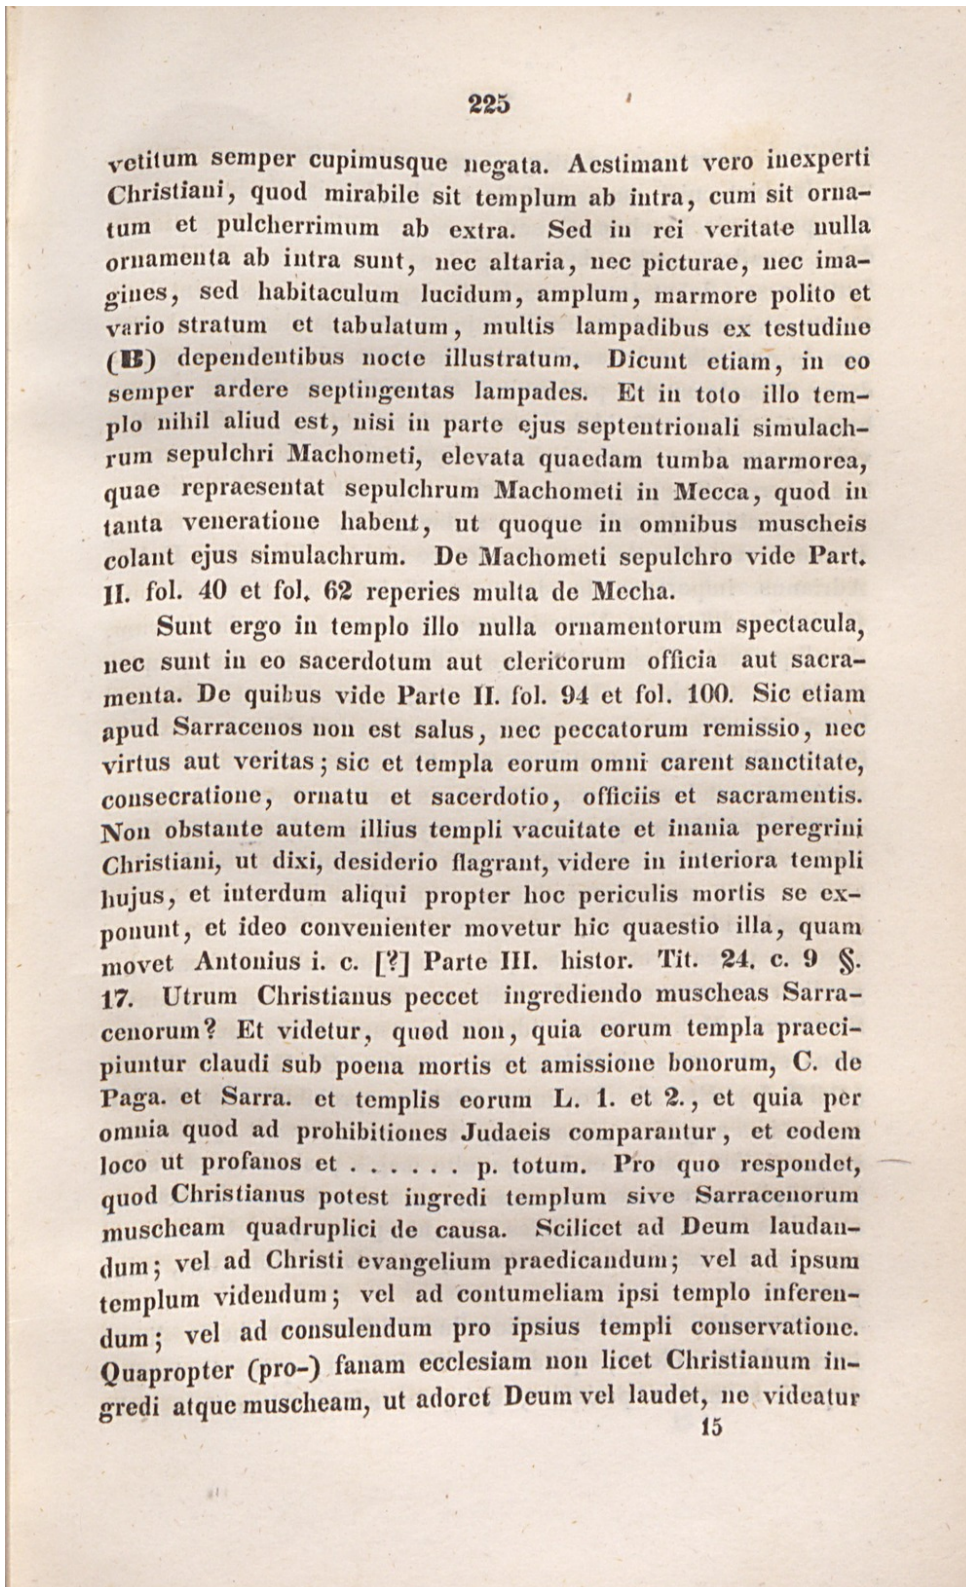 225
vetitum semper cupimusque negata. Aestimant vero inexperti
Christiani, quod mirabile sit templum ab intra, cum sit orna-
tum et pulcherrimum ab extra. Sed in rei veritate nulla
ornamenta ab intra sunt, nec altaria, nec picturae, nec ima-
gines, sed habitaculum lucidum, amplum, marmore polito et
vario stratum et tabulatum, multis lampadibus ex testudine
(B) dependentibus nocte illustratum. Dicunt etiam, in eo
semper ardere septingentas lampades. Et in toto illo tem-
plo nihil aliud est, nisi in parte ejus septentrionali simulach-
rum sepulchri Machometi, elevata quaedam tumba marmorea,
quae repraesentat sepulchrum Machometi in Mecca, quod in
tanta veneratione habent, ut quoque in omnibus muscheis
colant ejus simulachrum. De Machometi sepulchro vide Part.
II. fol. 40 et fol. 62 reperies multa de Mecha.
Sunt ergo in templo illo nulla ornamentorum spectacula,
nec sunt in eo sacerdotum aut clericorum officia aut sacra-
menta. De quibus vide Parte II. fol. 94 et fol. 100. Sic etiam
apud Sarracenos non est salus, nec peccatorum remissio, nec
virtus aut veritas; sic et templa eorum omni carent sanctitate,
consecratione, ornatu et sacerdotio, officiis et sacramentis.
Non obstante autem illius templi vacuitate et inania peregrini
Christiani, ut dixi, desiderio flagrant, videre in interiora templi
hujus, et interdum aliqui propter hoc periculis mortis se ex-
ponunt, et ideo convenienter movetur hic quaestio illa, quam
movet Antonius i. c. [?] Parte III. histor. Tit. 24. c. 9 §.
17. Utrum Christianus peccet ingrediendo muscheas Sarra-
cenorum? Et videtur, quod non, quia eorum templa praeci-
piuntur claudi sub poena mortis et amissione bonorum, C. de
Paga. et Sarra. et templis eorum L. 1. et 2., et quia per
omnia quod ad prohibitiones Judaeis comparantur, et eodem
loco ut profanos et . . . . . . p. totum. Pro quo respondet,
quod Christianus potest ingredi templum sive Sarracenorum
muscheam quadruplici de causa. Scilicet ad Deum laudan-
dum; vel ad Christi evangelium praedicandum; vel ad ipsum
templum videndum; vel ad contumeliam ipsi templo inferen-
dum; vel ad consulendum pro ipsius templi conservatione.
Quapropter (pro-) fanam ecclesiam non licet Christianum in-
gredi atque muscheam, ut adoret Deum vel laudet, ne videatur
15